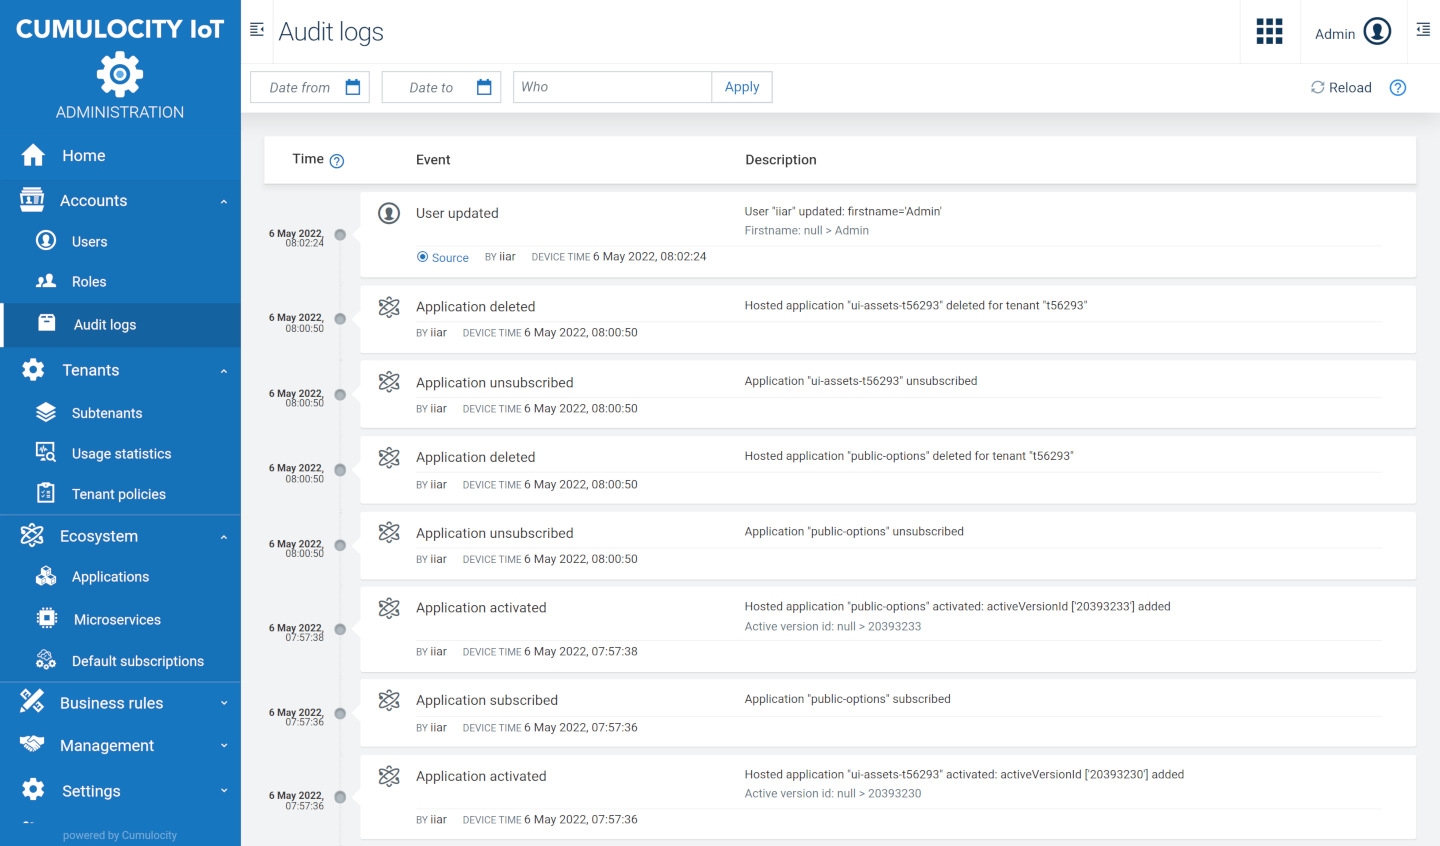 CUMULOCITY IoT
ADMINISTRATION
Home
Accounts
Users
Roles
Audit logs
Tenants
Subtenants
Usage statistics
Tenant policies
Ecosystem
Applications
Microservices
Default subscriptions
Business rules
Management
Settings
powered by Cumulocity
Audit logs
Admin
Date from
Date to
Who
Apply
Reload
Time
Event
Description
6 May 2022,
08:02:24
User updated
User "iiar" updated: firstname='Admin'
Firstname: null > Admin
Source BY iiar DEVICE TIME 6 May 2022, 08:02:24
6 May 2022,
08:00:50
Application deleted
Hosted application "ui-assets-t56293" deleted for tenant "t56293"
BY iiar DEVICE TIME 6 May 2022, 08:00:50
6 May 2022,
08:00:50
Application unsubscribed
Application "ui-assets-t56293" unsubscribed
BY iiar DEVICE TIME 6 May 2022, 08:00:50
6 May 2022,
08:00:50
Application deleted
Hosted application "public-options" deleted for tenant "t56293"
BY iiar DEVICE TIME 6 May 2022, 08:00:50
6 May 2022,
08:00:50
Application unsubscribed
Application "public-options" unsubscribed
BY iiar DEVICE TIME 6 May 2022, 08:00:50
6 May 2022,
07:57:38
Application activated
Hosted application "public-options" activated: activeVersionId ['20393233'] added
Active version id: null > 20393233
BY iiar DEVICE TIME 6 May 2022, 07:57:38
6 May 2022,
07:57:36
Application subscribed
Application "public-options" subscribed
BY iiar DEVICE TIME 6 May 2022, 07:57:36
6 May 2022,
07:57:36
Application activated
Hosted application "ui-assets-t56293" activated: activeVersionId ['20393230'] added
Active version id: null > 20393230
BY iiar DEVICE TIME 6 May 2022, 07:57:36